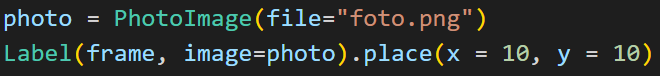 photo = PhotoImage(file="foto.png")
Label(frame, image=photo).place(x = 10, y = 10)